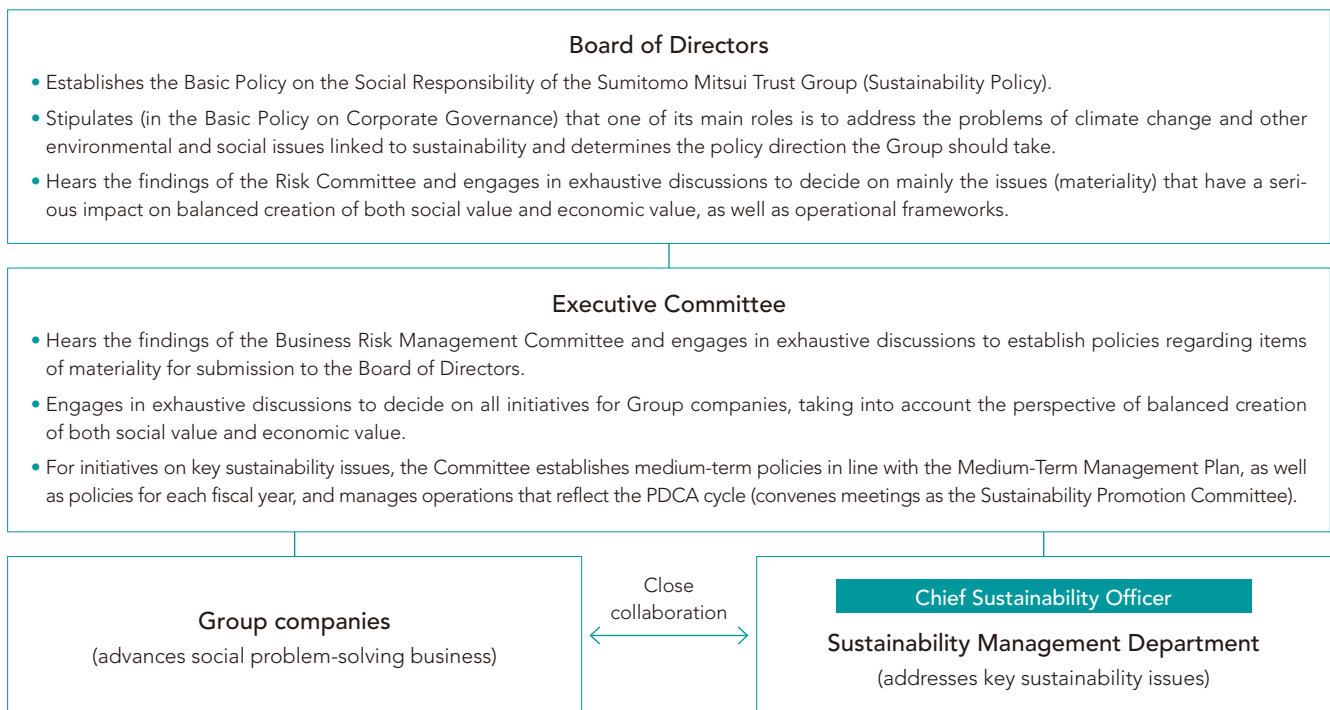 Board of Directors
• Establishes the Basic Policy on the Social Responsibility of the Sumitomo Mitsui Trust Group (Sustainability Policy).
• Stipulates (in the Basic Policy on Corporate Governance) that one of its main roles is to address the problems of climate change and other
environmental and social issues linked to sustainability and determines the policy direction the Group should take.
• Hears the findings of the Risk Committee and engages in exhaustive discussions to decide on mainly the issues (materiality) that have a seri-
ous impact on balanced creation of both social value and economic value, as well as operational frameworks.
Executive Committee
• Hears the findings of the Business Risk Management Committee and engages in exhaustive discussions to establish policies regarding items
of materiality for submission to the Board of Directors.
• Engages in exhaustive discussions to decide on all initiatives for Group companies, taking into account the perspective of balanced creation
of both social value and economic value.
• For initiatives on key sustainability issues, the Committee establishes medium-term policies in line with the Medium-Term Management Plan, as well
as policies for each fiscal year, and manages operations that reflect the PDCA cycle (convenes meetings as the Sustainability Promotion Committee).
Group companies
(advances social problem-solving business)
Close
collaboration
Chief Sustainability Officer
Sustainability Management Department
(addresses key sustainability issues)